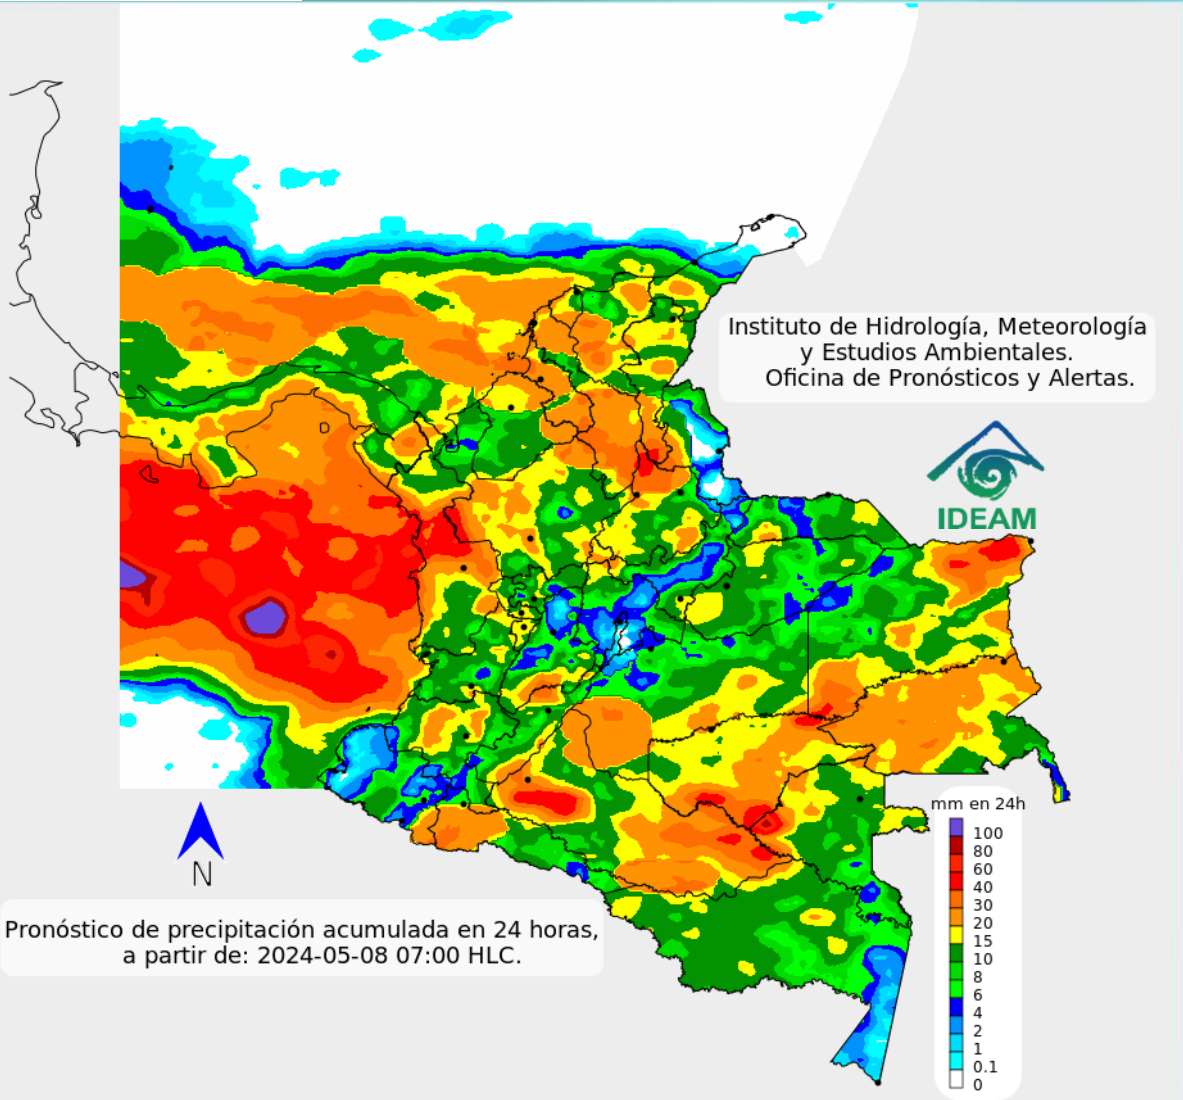 Instituto de Hidrología, Meteorología
y Estudios Ambientales.
Oficina de Pronósticos y Alertas.
IDEAM
mm en 24h
100
80
60
40
30
20
15
10
8
6
4
2
1
0.1
0
N
Pronóstico de precipitación acumulada en 24 horas,
a partir de: 2024-05-08 07:00 HLC.